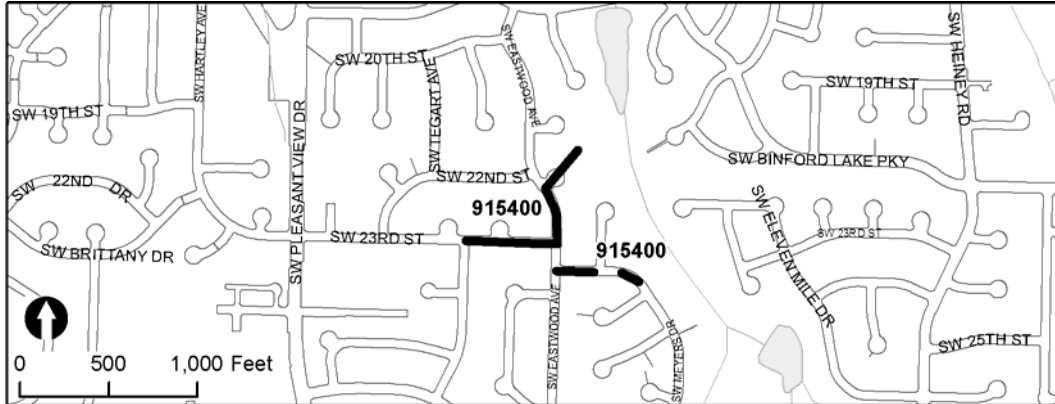 SW HARTLEY AVE
SW 20TH ST
SW EASTWOOD AVE
SW HEINEY RD
SW 19TH ST
SW 19TH ST
SW TEGART AVE
SW PLEASANT VIEW DR
SW BINFORD LAKE PKY
SW 22ND DR
SW 22ND ST
915400
SW ELEVEN MILE DR
SW 23RD ST
SW 23RD ST
SW BRITTANY DR
915400
SW EASTWOOD AVE
SW MEYERS DR
SW 25TH ST
0 500 1,000 Feet